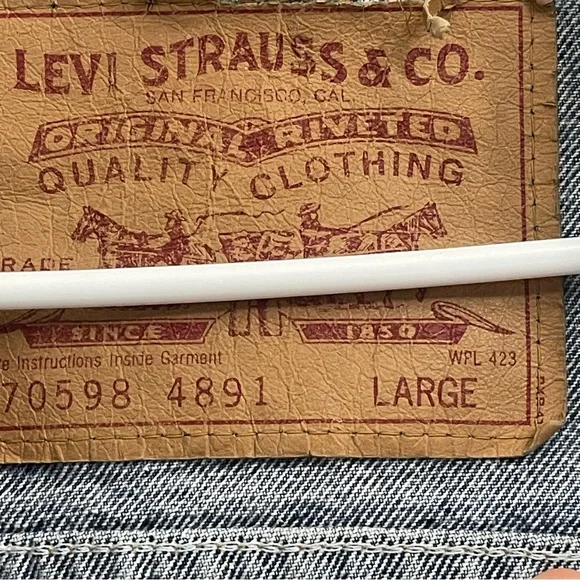 LEVI STRAUSS & CO.
SAN FRANCISCO, CAL.
ORIGINAL RIVETED
QUALITY CLOTHING
SINCE 1850
Instructions Inside Garment WPL 423
70598 4891 LARGE